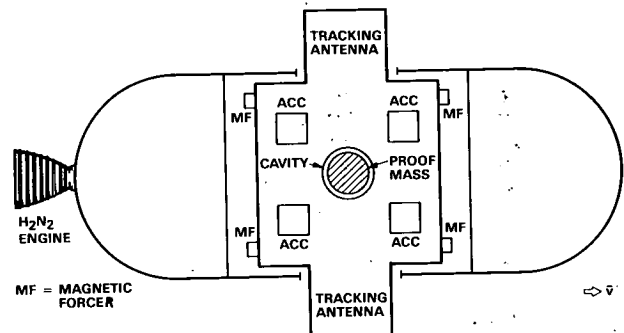 TRACKING
ANTENNA
ACC
ACC
MF
MF
CAVITY
PROOF
MASS
H2N2
ENGINE
MF
ACC
ACC
MF
MF = MAGNETIC
FORCER
TRACKING
ANTENNA
v̄